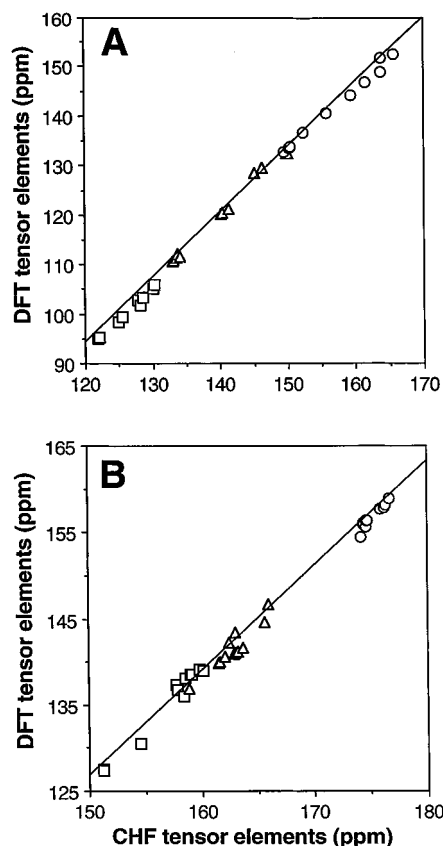 A
DFT tensor elements (ppm)
160
150
140
130
120
110
100
90
120 130 140 150 160 170
B
DFT tensor elements (ppm)
165
155
145
135
125
150 160 170 180
CHF tensor elements (ppm)